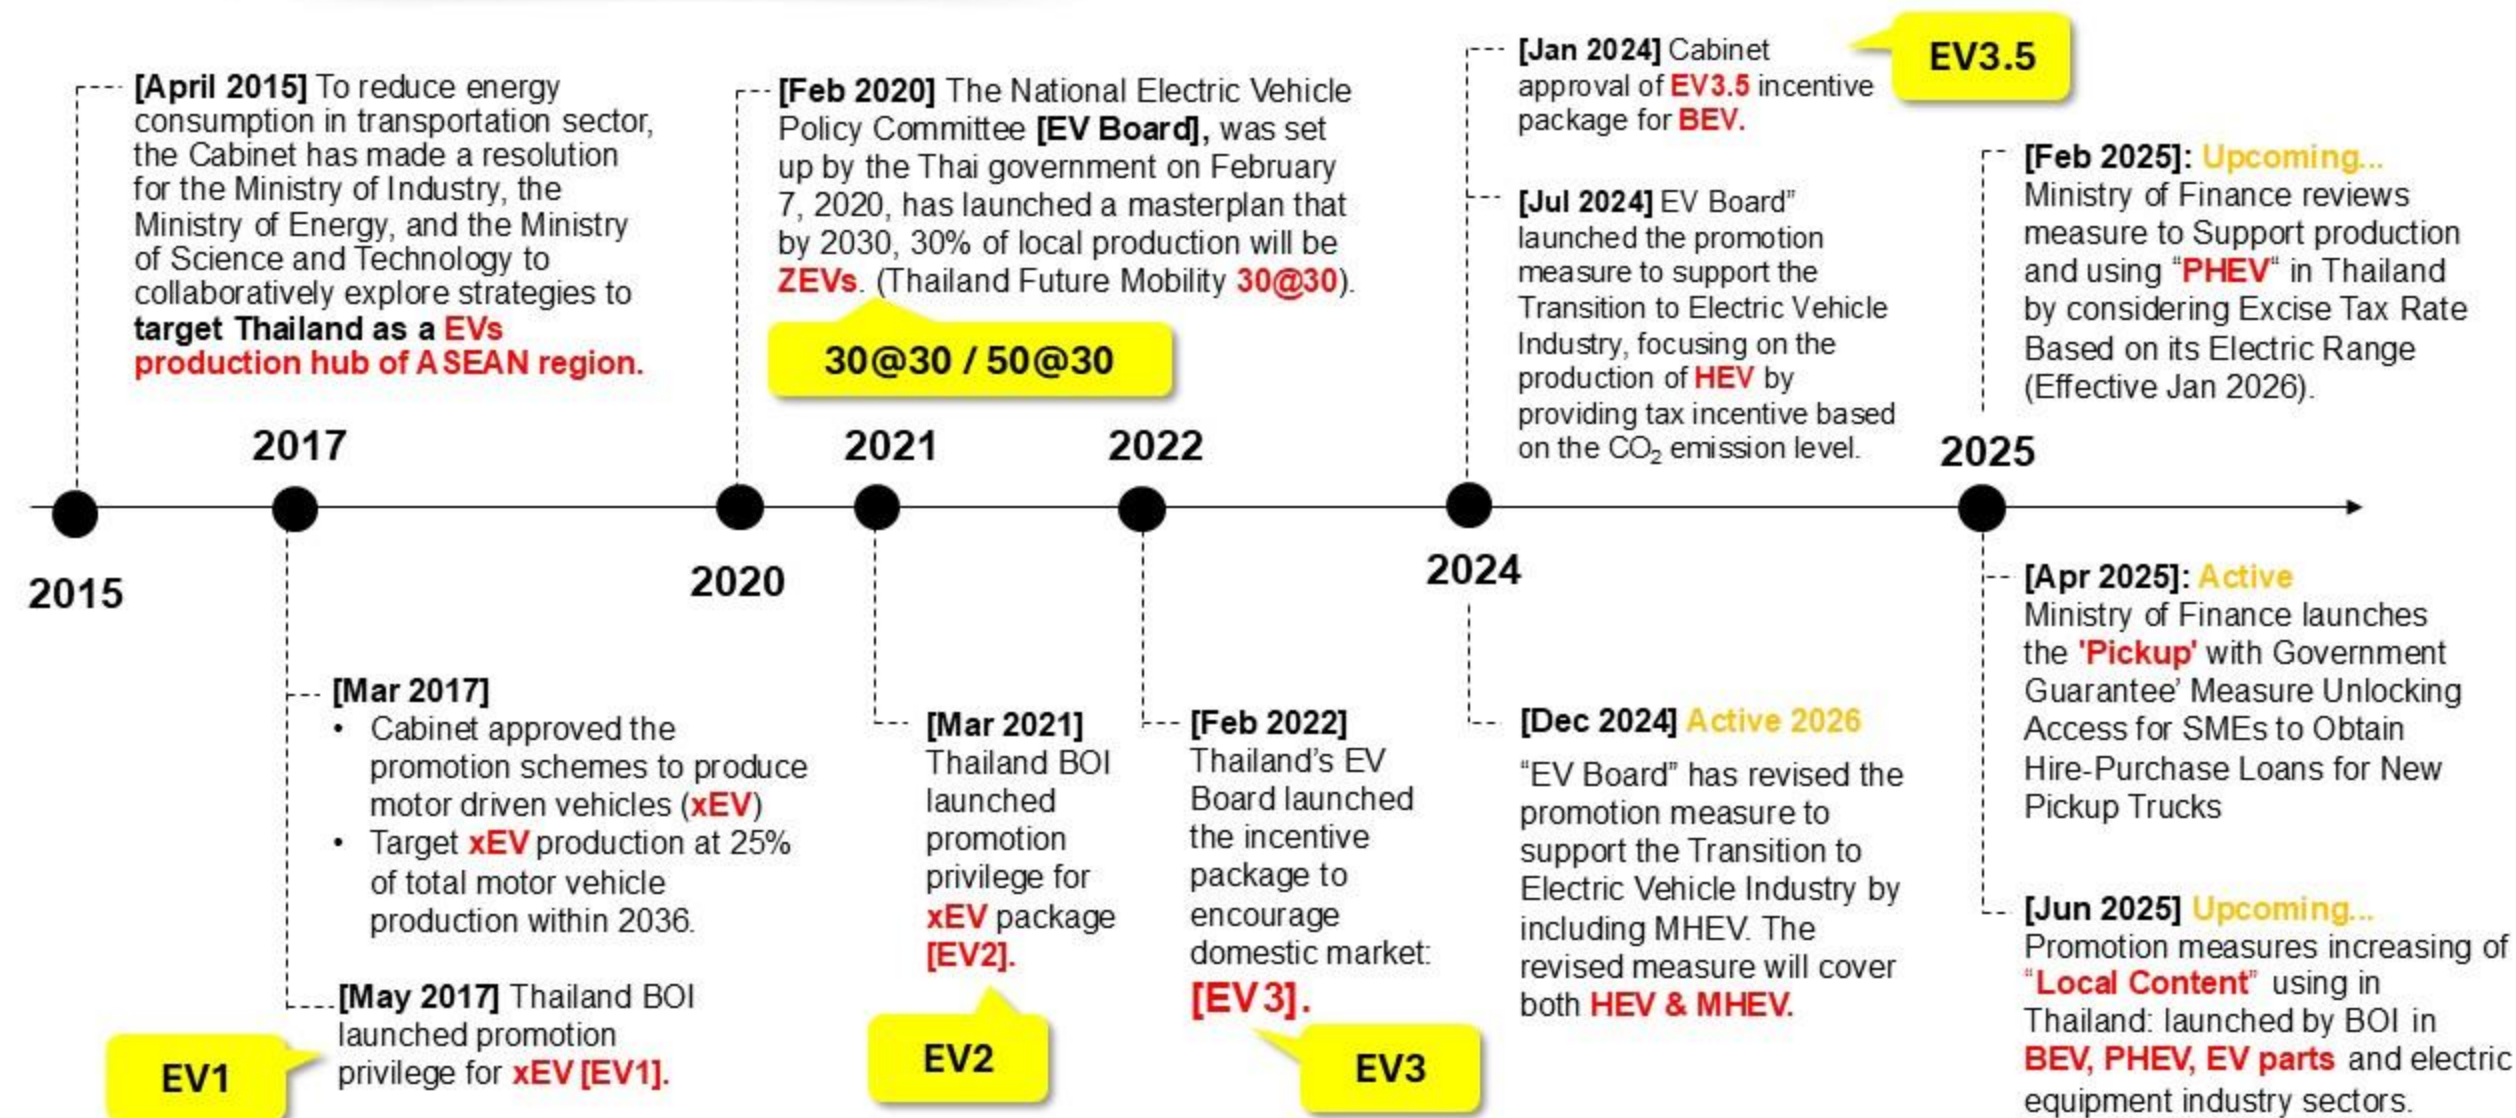 [April 2015] To reduce energy
consumption in transportation sector,
the Cabinet has made a resolution
for the Ministry of Industry, the
Ministry of Energy, and the Ministry
of Science and Technology to
collaboratively explore strategies to
target Thailand as a EVs
production hub of ASEAN region.
2015
2017
[Mar 2017]
• Cabinet approved the
promotion schemes to produce
motor driven vehicles (xEV)
• Target xEV production at 25%
of total motor vehicle
production within 2036.
[May 2017] Thailand BOI
launched promotion
privilege for xEV [EV1].
EV1
[Feb 2020] The National Electric Vehicle
Policy Committee [EV Board], was set
up by the Thai government on February
7, 2020, has launched a masterplan that
by 2030, 30% of local production will be
ZEVs. (Thailand Future Mobility 30@30).
30@30 / 50@30
2020
2021
[Mar 2021]
Thailand BOI
launched
promotion
privilege for
xEV package
[EV2].
EV2
2022
[Feb 2022]
Thailand's EV
Board launched
the incentive
package to
encourage
domestic market:
[EV3].
EV3
[Jan 2024] Cabinet
approval of EV3.5 incentive
package for BEV.
EV3.5
[Jul 2024] EV Board"
launched the promotion
measure to support the
Transition to Electric Vehicle
Industry, focusing on the
production of HEV by
providing tax incentive based
on the CO₂ emission level.
2024
[Dec 2024] Active 2026
"EV Board" has revised the
promotion measure to
support the Transition to
Electric Vehicle Industry by
including MHEV. The
revised measure will cover
both HEV & MHEV.
[Feb 2025]: Upcoming...
Ministry of Finance reviews
measure to Support production
and using "PHEV" in Thailand
by considering Excise Tax Rate
Based on its Electric Range
(Effective Jan 2026).
2025
[Apr 2025]: Active
Ministry of Finance launches
the 'Pickup' with Government
Guarantee' Measure Unlocking
Access for SMEs to Obtain
Hire-Purchase Loans for New
Pickup Trucks
[Jun 2025] Upcoming...
Promotion measures increasing of
"Local Content" using in
Thailand: launched by BOI in
BEV, PHEV, EV parts and electric
equipment industry sectors.